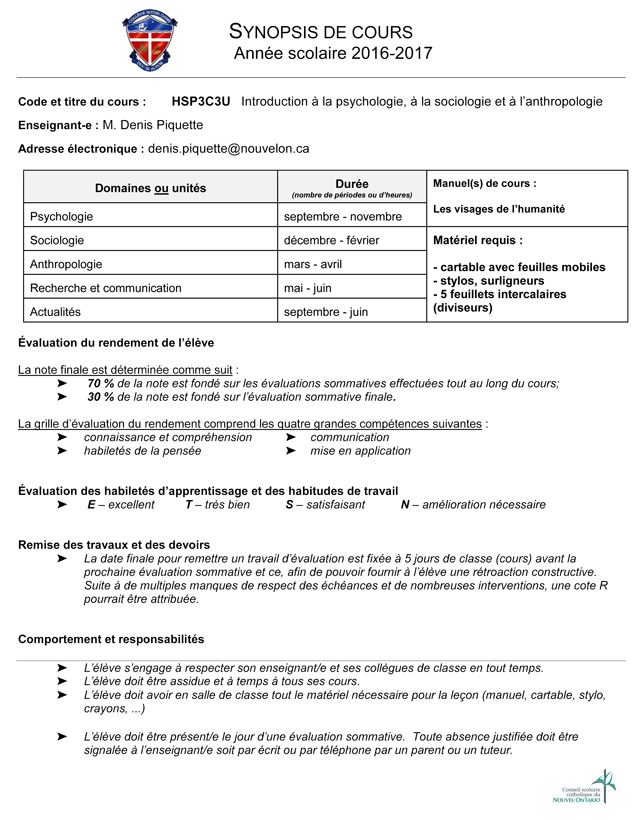 SYNOPSIS DE COURS
Année scolaire 2016-2017
Code et titre du cours : HSP3C3U Introduction à la psychologie, à la sociologie et à l'anthropologie
Enseignant-e : M. Denis Piquette
Adresse électronique : denis.piquette@nouvelon.ca
Domaines ou unités
Durée
(nombre de périodes ou d'heures)
Manuel(s) de cours :
Les visages de l'humanité
Psychologie septembre - novembre
Sociologie décembre - février
Matériel requis :
Anthropologie mars - avril
- cartable avec feuilles mobiles
- stylos, surligneurs
- 5 feuillets intercalaires
(diviseurs)
Recherche et communication mai - juin
Actualités septembre - juin
Évaluation du rendement de l'élève
La note finale est déterminée comme suit :
➤ 70 % de la note est fondé sur les évaluations sommatives effectuées tout au long du cours;
➤ 30 % de la note est fondé sur l'évaluation sommative finale.
La grille d'évaluation du rendement comprend les quatre grandes compétences suivantes :
➤ connaissance et compréhension ➤ communication
➤ habiletés de la pensée ➤ mise en application
Évaluation des habiletés d'apprentissage et des habitudes de travail
➤ E – excellent T – très bien S – satisfaisant N – amélioration nécessaire
Remise des travaux et des devoirs
➤ La date finale pour remettre un travail d'évaluation est fixée à 5 jours de classe (cours) avant la
prochaine évaluation sommative et ce, afin de pouvoir fournir à l'élève une rétroaction constructive.
Suite à de multiples manques de respect des échéances et de nombreuses interventions, une cote R
pourrait être attribuée.
Comportement et responsabilités
➤ L'élève s'engage à respecter son enseignant/e et ses collègues de classe en tout temps.
➤ L'élève doit être assidue et à temps à tous ses cours.
➤ L'élève doit avoir en salle de classe tout le matériel nécessaire pour la leçon (manuel, cartable, stylo,
crayons, ...)
➤ L'élève doit être présent/e le jour d'une évaluation sommative. Toute absence justifiée doit être
signalée à l'enseignant/e soit par écrit ou par téléphone par un parent ou un tuteur.
Conseil scolaire
catholique du
NOUVEL-ONTARIO